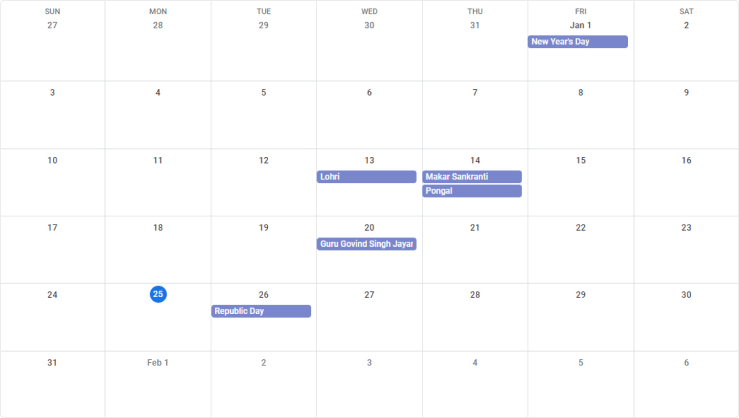 SUN MON TUE WED THU FRI SAT
27 28 29 30 31 Jan 1 2
New Year's Day
3 4 5 6 7 8 9
10 11 12 13 14 15 16
Lohri Makar Sankranti
Pongal
17 18 19 20 21 22 23
Guru Govind Singh Jayan
24 25 26 27 28 29 30
Republic Day
31 Feb 1 2 3 4 5 6